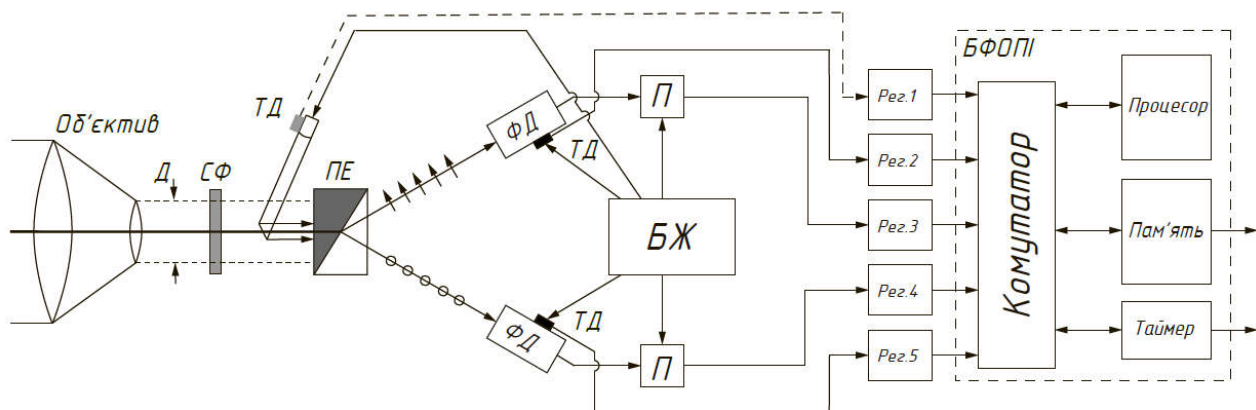 Об'єктив
Д
СФ
ТД
ПЕ
ФД
ТД
П
БЖ
ФД
ТД
П
Рег.1
Рег.2
Рег.3
Рег.4
Рег.5
БФОПІ
Комутатор
Процесор
Пам'ять
Таймер